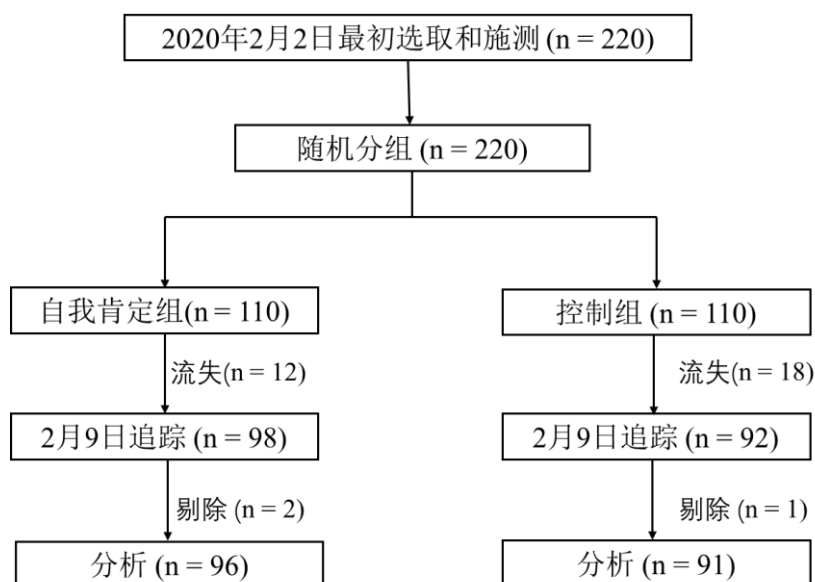 2020年2月2日最初选取和施测 (n = 220)
随机分组 (n = 220)
自我肯定组(n = 110)
控制组 (n = 110)
流失(n = 12)
流失(n = 18)
2月9日追踪 (n = 98)
2月9日追踪 (n = 92)
剔除 (n = 2)
剔除 (n = 1)
分析 (n = 96)
分析 (n = 91)